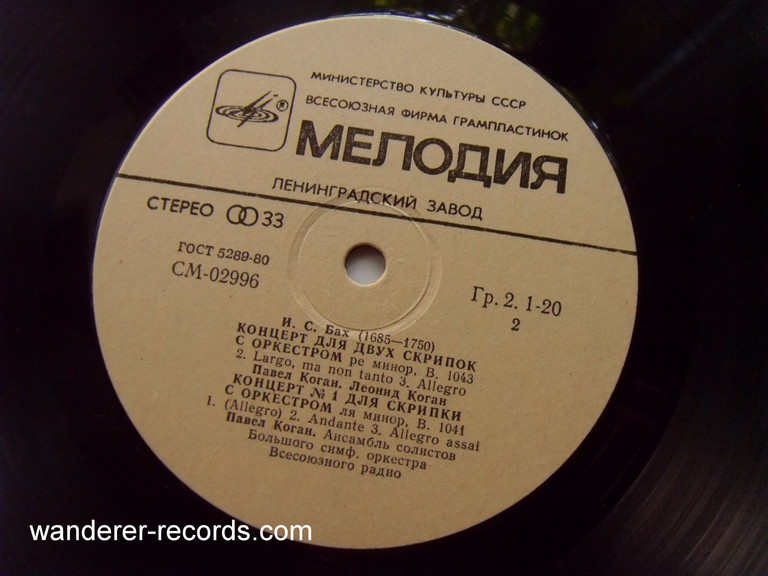 МИНИСТЕРСТВО КУЛЬТУРЫ СССР
ВСЕСОЮЗНАЯ ФИРМА ГРАМПЛАСТИНОК
®
МЕЛОДИЯ
ЛЕНИНГРАДСКИЙ ЗАВОД
СТЕРЕО 33
ГОСТ 5289-80
СМ-02996
Гр. 2. 1-20
2
И. С. Бах (1685—1750)
КОНЦЕРТ ДЛЯ ДВУХ СКРИПОК
С ОРКЕСТРОМ ре минор, В. 1043
2. Largo, ma non tanto 3. Allegro
Павел Коган, Леонид Коган
КОНЦЕРТ № 1 ДЛЯ СКРИПКИ
С ОРКЕСТРОМ ля минор, В. 1041
1. (Allegro) 2. Andante 3. Allegro assai
Павел Коган. Ансамбль солистов
Большого симф. оркестра
Всесоюзного радио
wanderer-records.com